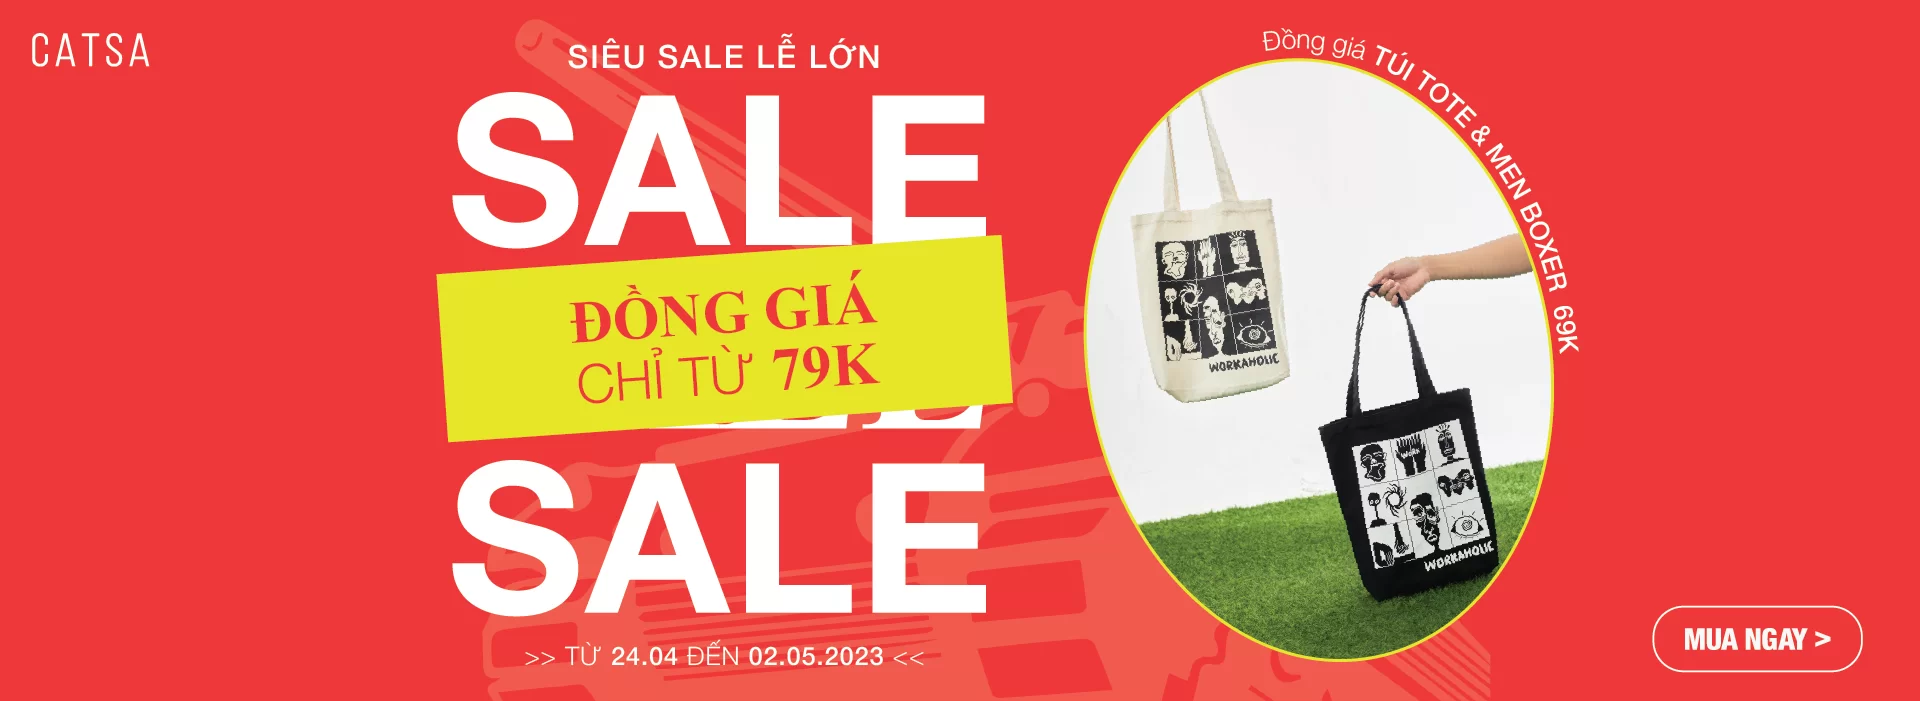 CATSA
SIÊU SALE LỄ LỚN
SALE
ĐỒNG GIÁ
CHỈ TỪ 79K
SALE
>> TỪ 24.04 ĐẾN 02.05.2023 <<
Đồng giá TÚI TOTE & MEN BOXER 69K
WORKAHOLIC
WORK
WORKAHOLIC
MUA NGAY >